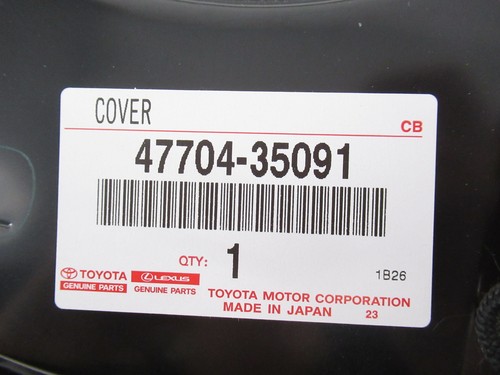 COVER
CB
47704-35091
QTY: 1
1B26
TOYOTA LEXUS
GENUINE PARTS GENUINE PARTS
TOYOTA MOTOR CORPORATION
MADE IN JAPAN 23